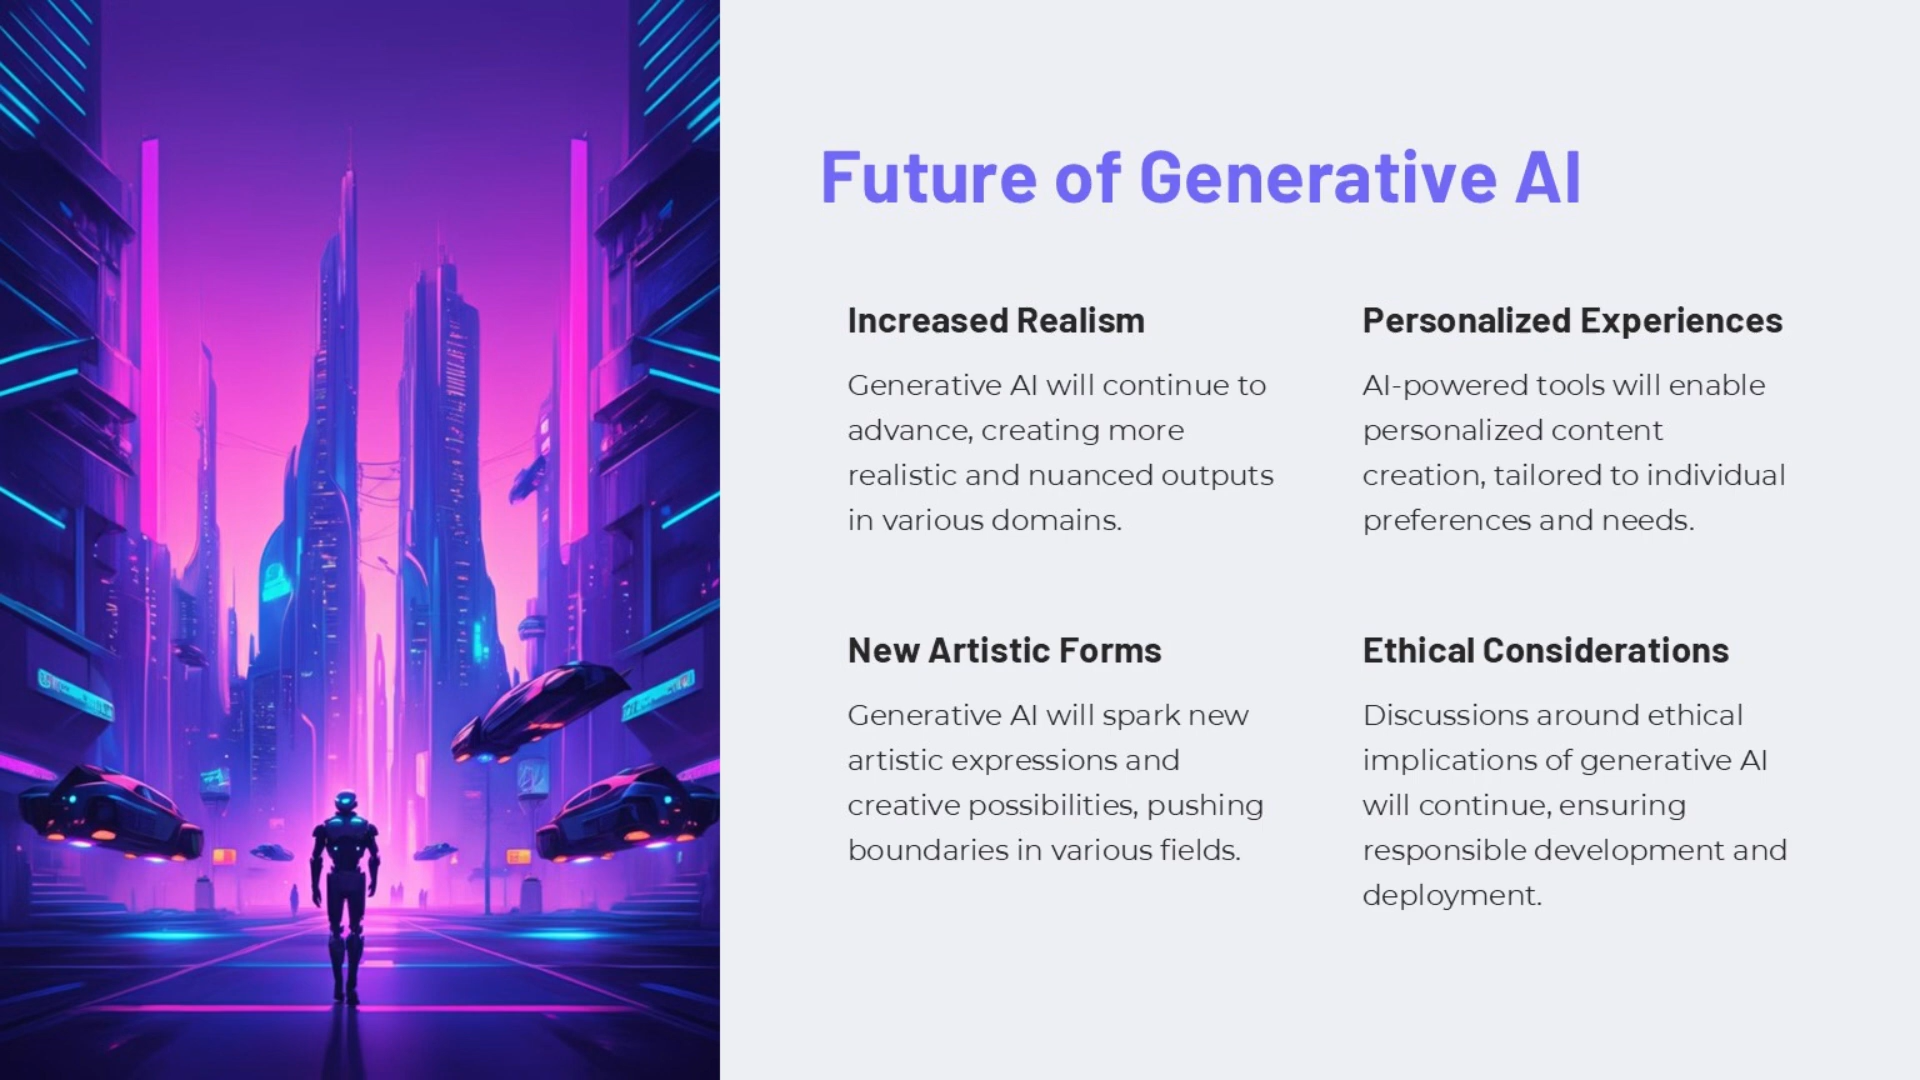 Future of Generative AI
Increased Realism
Generative AI will continue to
advance, creating more
realistic and nuanced outputs
in various domains.
Personalized Experiences
AI-powered tools will enable
personalized content
creation, tailored to individual
preferences and needs.
New Artistic Forms
Generative AI will spark new
artistic expressions and
creative possibilities, pushing
boundaries in various fields.
Ethical Considerations
Discussions around ethical
implications of generative AI
will continue, ensuring
responsible development and
deployment.